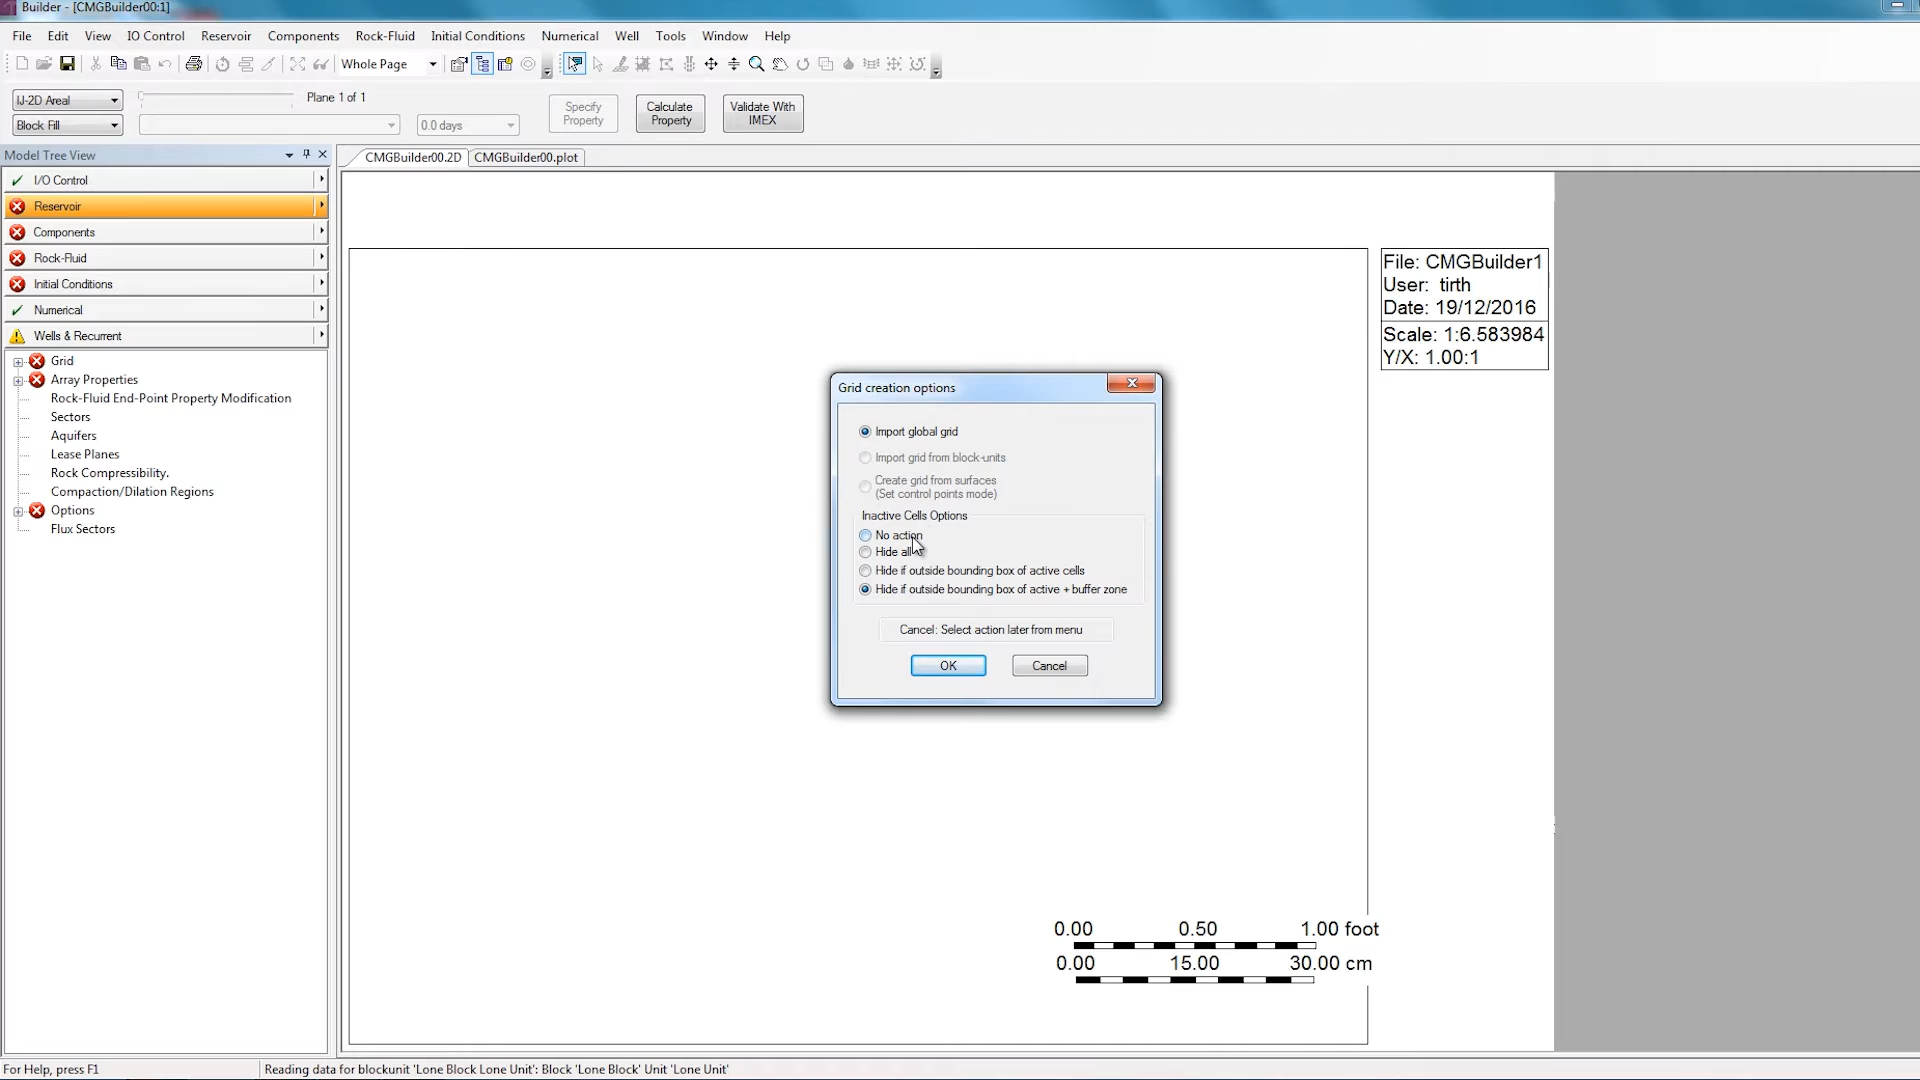 Builder - [CMGBuilder00:1]
File Edit View IO Control Reservoir Components Rock-Fluid Initial Conditions Numerical Well Tools Window Help
Whole Page
IJ-2D Areal
Plane 1 of 1
Block Fill
0.0 days
Specify
Property
Calculate
Property
Validate With
IMEX
Model Tree View
I/O Control
Reservoir
Components
Rock-Fluid
Initial Conditions
Numerical
Wells & Recurrent
Grid
Array Properties
Rock-Fluid End-Point Property Modification
Sectors
Aquifers
Lease Planes
Rock Compressibility.
Compaction/Dilation Regions
Options
Flux Sectors
CMGBuilder00.2D
CMGBuilder00.plot
File: CMGBuilder1
User: tirth
Date: 19/12/2016
Scale: 1:6.583984
Y/X: 1.00:1
Grid creation options
Import global grid
Import grid from block-units
Create grid from surfaces
(Set control points mode)
Inactive Cells Options
No action
Hide all
Hide if outside bounding box of active cells
Hide if outside bounding box of active + buffer zone
Cancel: Select action later from menu
OK
Cancel
0.00 0.50 1.00 foot
0.00 15.00 30.00 cm
For Help, press F1
Reading data for blockunit 'Lone Block Lone Unit': Block 'Lone Block' Unit 'Lone Unit'